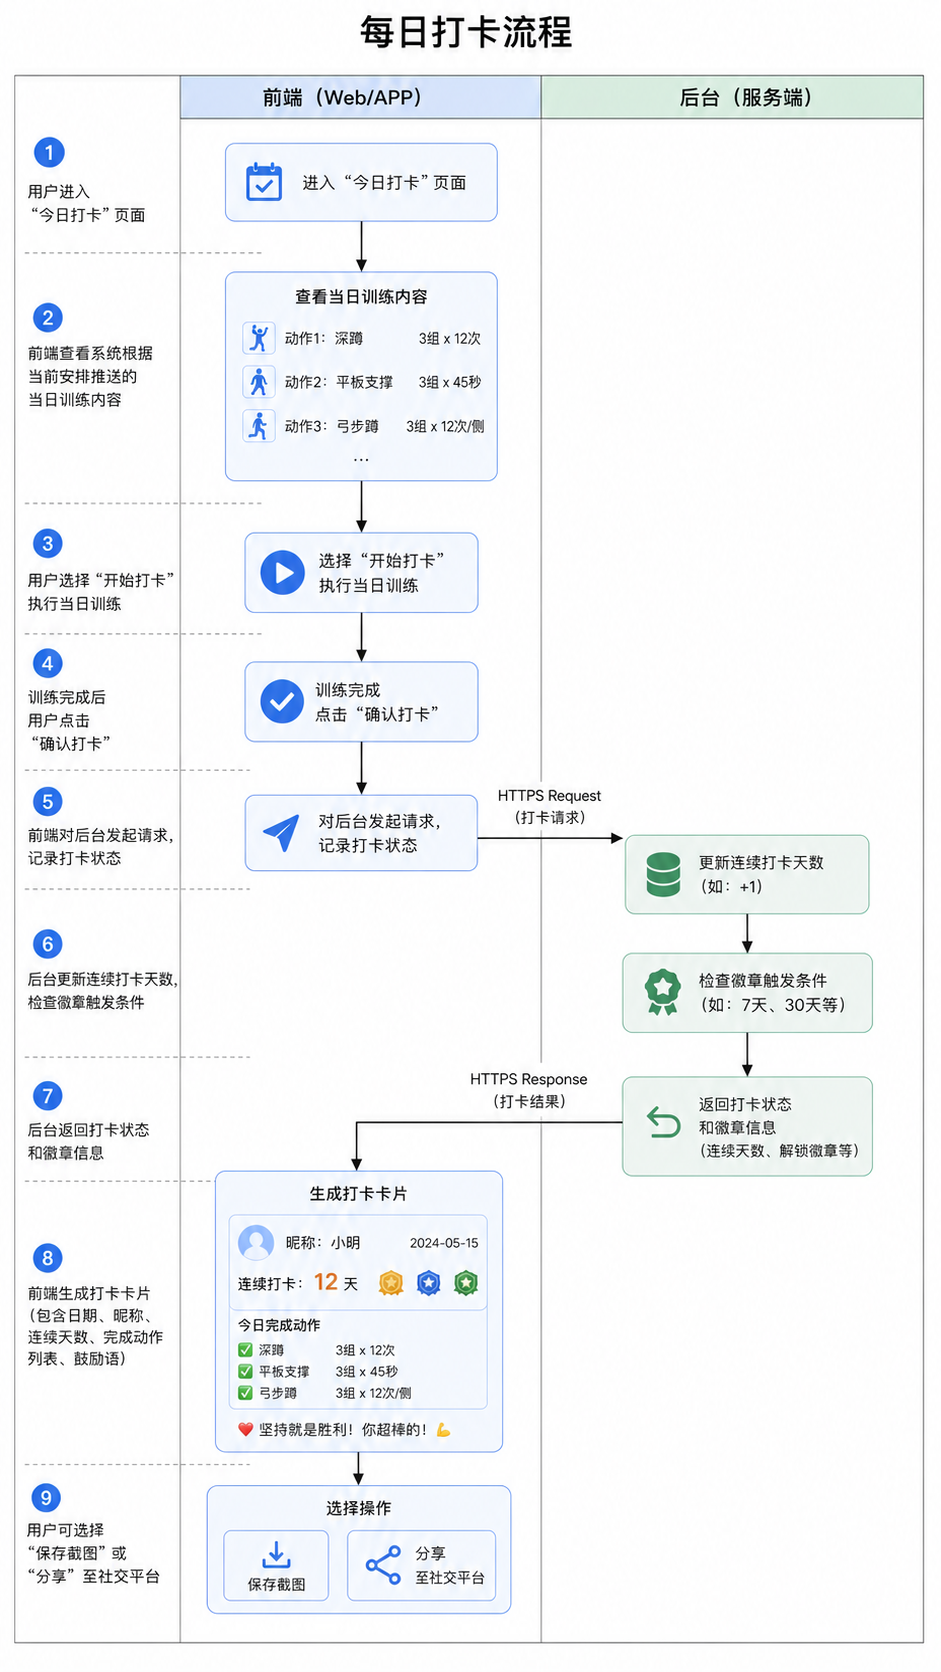 每日打卡流程
前端（Web/APP）
后台（服务端）
1
用户进入
“今日打卡”页面
进入“今日打卡”页面
2
前端查看系统根据
当前安排推送的
当日训练内容
查看当日训练内容
动作1：深蹲 3组 x 12次
动作2：平板支撑 3组 x 45秒
动作3：弓步蹲 3组 x 12次/侧
...
3
用户选择“开始打卡”
执行当日训练
选择“开始打卡”
执行当日训练
4
训练完成后
用户点击
“确认打卡”
训练完成
点击“确认打卡”
5
前端对后台发起请求，
记录打卡状态
对后台发起请求，
记录打卡状态
HTTPS Request
（打卡请求）
更新连续打卡天数
（如：+1）
6
后台更新连续打卡天数，
检查徽章触发条件
检查徽章触发条件
（如：7天、30天等）
7
后台返回打卡状态
和徽章信息
HTTPS Response
（打卡结果）
返回打卡状态
和徽章信息
（连续天数、解锁徽章等）
8
前端生成打卡卡片
（包含日期、昵称、
连续天数、完成动作
列表、鼓励语）
生成打卡卡片
昵称：小明 2024-05-15
连续打卡：12 天
今日完成动作
深蹲 3组 x 12次
平板支撑 3组 x 45秒
弓步蹲 3组 x 12次/侧
坚持就是胜利！你超棒的！
9
用户可选择
“保存截图”或
“分享”至社交平台
选择操作
保存截图
分享
至社交平台